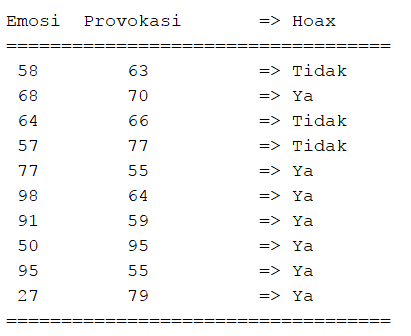 Emosi  Provokasi       => Hoax
===================================
 58        63          => Tidak
 68        70          => Ya
 64        66          => Tidak
 57        77          => Tidak
 77        55          => Ya
 98        64          => Ya
 91        59          => Ya
 50        95          => Ya
 95        55          => Ya
 27        79          => Ya
===================================